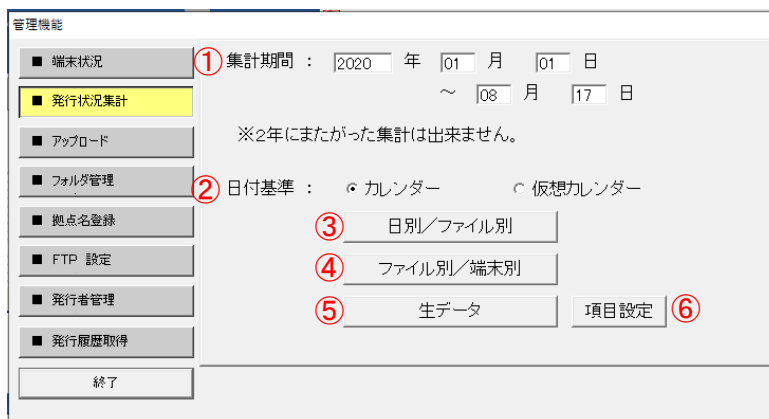 管理機能
■ 端末状況
■ 発行状況集計
■ アップロード
■ フォルダ管理
■ 拠点名登録
■ FTP 設定
■ 発行者管理
■ 発行履歴取得
終了
① 集計期間 : 2020 年 01 月 01 日
～ 08 月 17 日
※2年にまたがった集計は出来ません。
② 日付基準 : カレンダー 仮想カレンダー
③ 日別／ファイル別
④ ファイル別／端末別
⑤ 生データ 項目設定 ⑥